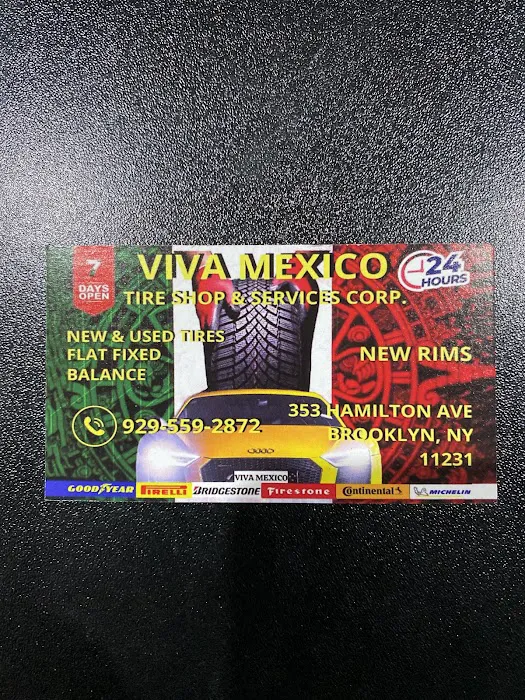 7
DAYS
OPEN
VIVA MEXICO
24
HOURS
TIRE SHOP & SERVICES CORP.
NEW & USED TIRES
FLAT FIXED
BALANCE
NEW RIMS
929-559-2872
353 HAMILTON AVE
BROOKLYN, NY
11231
VIVA MEXICO
GOODYEAR PIRELLI BRIDGESTONE Firestone Continental MICHELIN